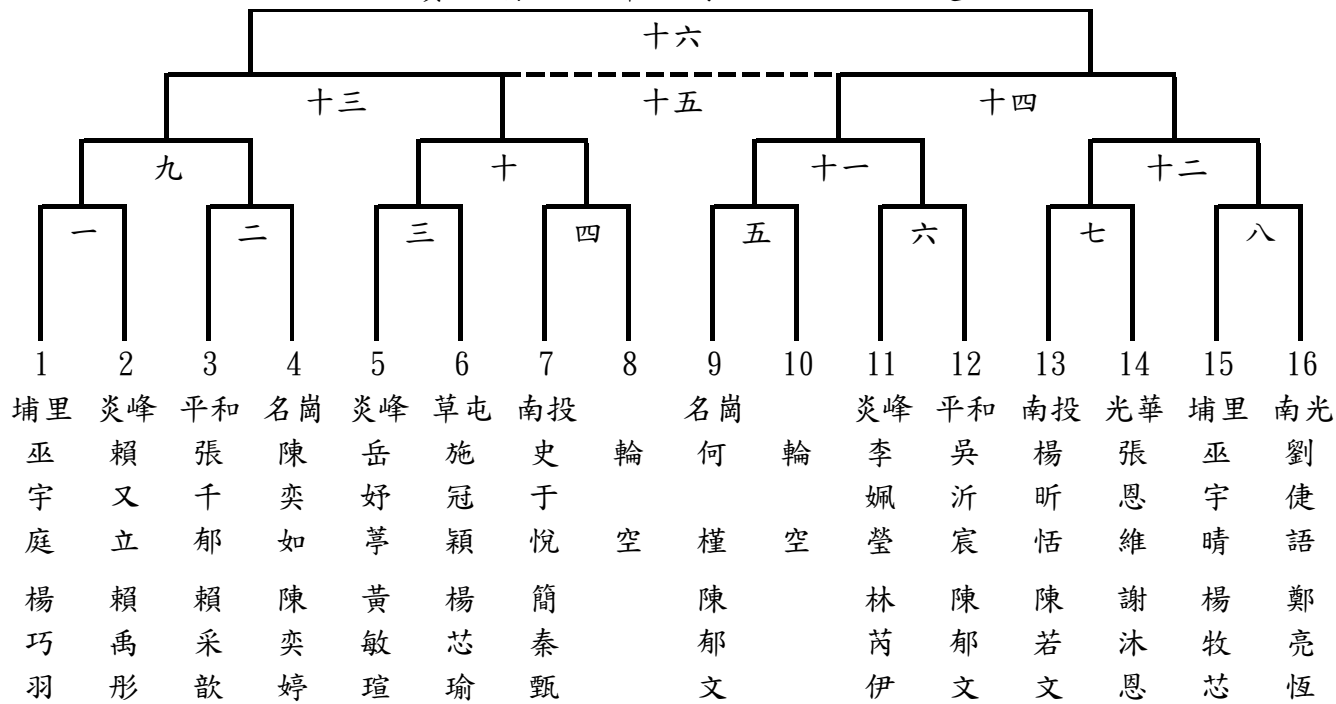 十六
十三 十五 十四
九 十 十一 十二
一 二 三 四 五 六 七 八
1 2 3 4 5 6 7 8 9 10 11 12 13 14 15 16
埔里 炎峰 平和 名崗 炎峰 草屯 南投 名崗 炎峰 平和 南投 光華 埔里 南光
巫 賴 張 陳 岳 施 史 輪 何 輪 李 吳 楊 張 巫 劉
宇 又 千 奕 妤 冠 于 姵 沂 昕 恩 宇 倢
庭 立 郁 如 葶 穎 悅 空 槿 空 瑩 宸 恬 維 晴 語
楊 賴 賴 陳 黃 楊 簡 陳 林 陳 陳 謝 楊 鄭
巧 禹 采 奕 敏 芯 秦 郁 芮 郁 若 沐 牧 亮
羽 彤 歆 婷 瑄 瑜 甄 文 伊 文 文 恩 芯 恆